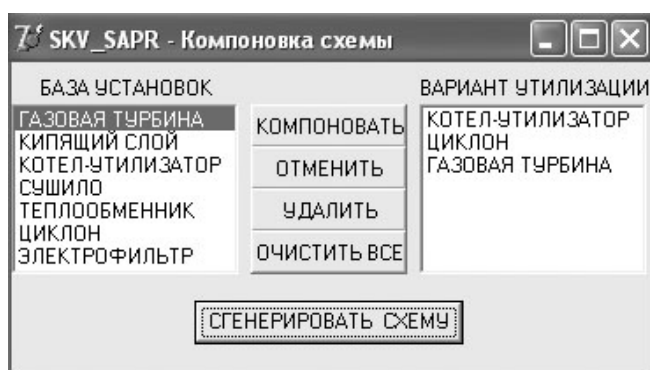 SKV_SAPR - Компоновка схемы
БАЗА УСТАНОВОК
ГАЗОВАЯ ТУРБИНА
КИПЯЩИЙ СЛОЙ
КОТЕЛ-УТИЛИЗАТОР
СУШИЛО
ТЕПЛООБМЕННИК
ЦИКЛОН
ЭЛЕКТРОФИЛЬТР
КОМПОНОВАТЬ
ОТМЕНИТЬ
УДАЛИТЬ
ОЧИСТИТЬ ВСЕ
ВАРИАНТ УТИЛИЗАЦИИ
КОТЕЛ-УТИЛИЗАТОР
ЦИКЛОН
ГАЗОВАЯ ТУРБИНА
СГЕНЕРИРОВАТЬ СХЕМУ